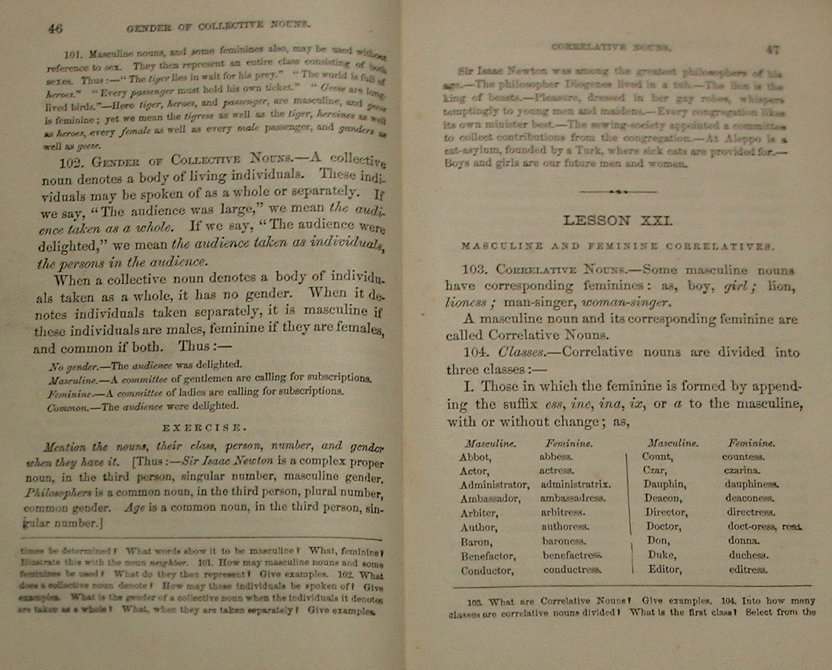 46
GENDER OF COLLECTIVE NOUNS.
101. Masculine nouns, and some feminines also, may be used without
reference to sex. They then represent an entire class consisting of both
sexes. Thus:—"The tiger lies in wait for his prey." "The world is full of
heroes." "Every passenger must hold his own ticket." "Geese are long-
lived birds."—Here tiger, heroes, and passenger, are masculine, and geese
is feminine; yet we mean the tigress as well as the tiger, heroines as well
as heroes, every female as well as every male passenger, and ganders as
well as geese.
102. GENDER OF COLLECTIVE NOUNS.—A collective
noun denotes a body of living individuals. These indi-
viduals may be spoken of as a whole or separately. If
we say, "The audience was large," we mean the audi-
ence taken as a whole. If we say, "The audience were
delighted," we mean the audience taken as individuals,
the persons in the audience.
When a collective noun denotes a body of individu-
als taken as a whole, it has no gender. When it de-
notes individuals taken separately, it is masculine if
these individuals are males, feminine if they are females,
and common if both. Thus:—
No gender.—The audience was delighted.
Masculine.—A committee of gentlemen are calling for subscriptions.
Feminine.—A committee of ladies are calling for subscriptions.
Common.—The audience were delighted.
EXERCISE.
Mention the nouns, their class, person, number, and gender
when they have it. [Thus:—Sir Isaac Newton is a complex proper
noun, in the third person, singular number, masculine gender.
Philosophers is a common noun, in the third person, plural number,
common gender. Age is a common noun, in the third person, sin-
gular number.]
times be determined? What words show it to be masculine? What, feminine?
Illustrate this with the noun neighbor. 101. How may masculine nouns and some
feminines be used? What do they then represent? Give examples. 102. What
does a collective noun denote? How may these individuals be spoken of? Give
examples. What is the gender of a collective noun when the individuals it denotes
are taken as a whole? What, when they are taken separately? Give examples.
CORRELATIVE NOUNS.
47
Sir Isaac Newton was among the greatest philosophers of his
age.—The philosopher Diogenes lived in a tub.—The lion is the
king of beasts.—Pleasure, dressed in her gay robes, whispers
temptingly to young men and maidens.—Every congregation likes
its own minister best.—The sewing-society appointed a committee
to collect contributions from the congregation.—At Aleppo is a
cat-asylum, founded by a Turk, where sick cats are provided for.—
Boys and girls are our future men and women.
LESSON XXI.
MASCULINE AND FEMININE CORRELATIVES.
103. CORRELATIVE NOUNS.—Some masculine nouns
have corresponding feminines: as, boy, girl; lion,
lioness; man-singer, woman-singer.
A masculine noun and its corresponding feminine are
called Correlative Nouns.
104. Classes.—Correlative nouns are divided into
three classes:—
I. Those in which the feminine is formed by append-
ing the suffix ess, ine, ina, ix, or a to the masculine,
with or without change; as,
Masculine. Feminine. Masculine. Feminine.
Abbot, abbess. Count, countess.
Actor, actress. Czar, czarina.
Administrator, administratrix. Dauphin, dauphiness.
Ambassador, ambassadress. Deacon, deaconess.
Arbiter, arbitress. Director, directress.
Author, authoress. Doctor, doct-oress, ress.
Baron, baroness. Don, donna.
Benefactor, benefactress. Duke, duchess.
Conductor, conductress. Editor, editress.
103. What are Correlative Nouns? Give examples. 104. Into how many
classes are correlative nouns divided? What is the first class? Select from the